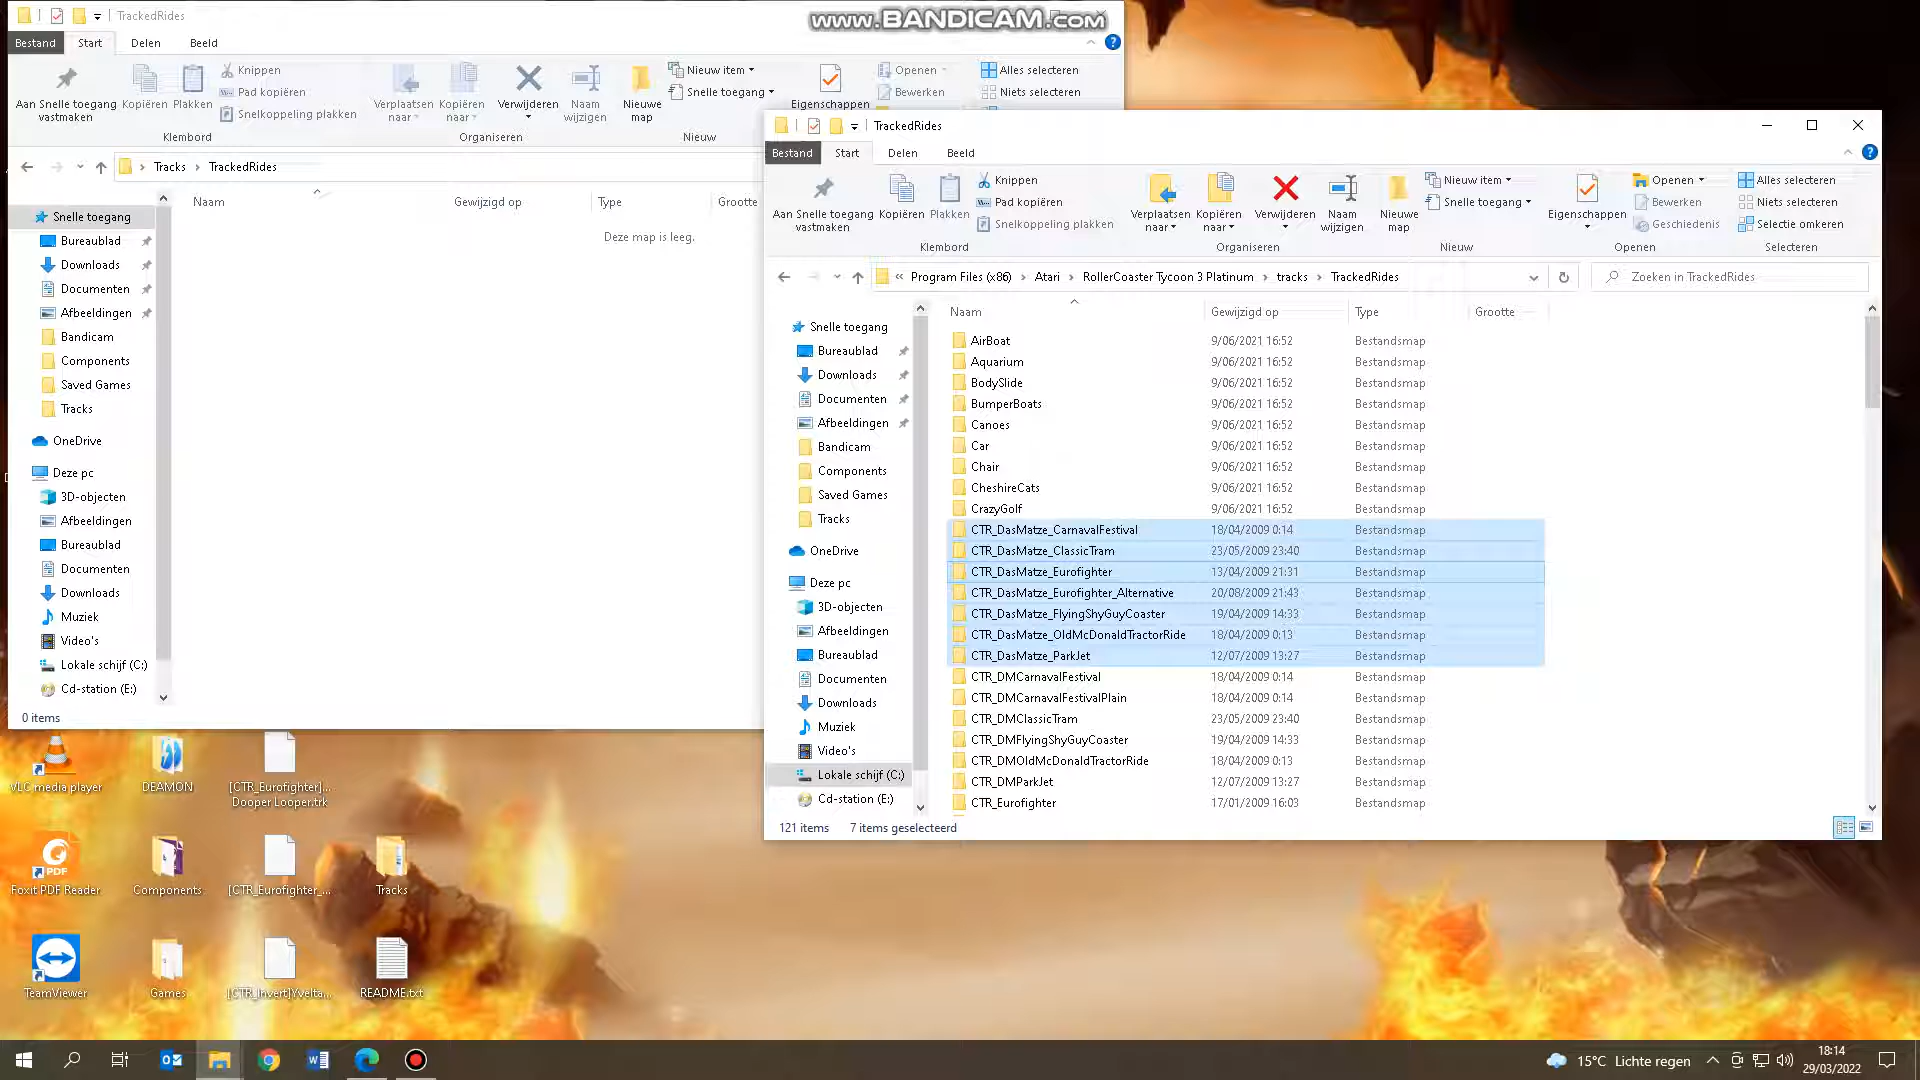 TrackedRides
www.BANDICAM.com
Bestand Start Delen Beeld
Aan Snelle toegang vastmaken
Kopiëren
Plakken
Knippen
Pad kopiëren
Snelkoppeling plakken
Klembord
Verplaatsen naar
Kopiëren naar
Verwijderen
Naam wijzigen
Organiseren
Nieuwe map
Nieuw item
Snelle toegang
Nieuw
Eigenschappen
Openen
Bewerken
Alles selecteren
Niets selecteren
Tracks > TrackedRides
Naam Gewijzigd op Type Grootte
Deze map is leeg.
Snelle toegang
Bureaublad
Downloads
Documenten
Afbeeldingen
Bandicam
Components
Saved Games
Tracks
OneDrive
Deze pc
3D-objecten
Afbeeldingen
Bureaublad
Documenten
Downloads
Muziek
Video's
Lokale schijf (C:)
Cd-station (E:)
0 items
TrackedRides
Bestand Start Delen Beeld
Aan Snelle toegang vastmaken
Kopiëren
Plakken
Knippen
Pad kopiëren
Snelkoppeling plakken
Klembord
Verplaatsen naar
Kopiëren naar
Verwijderen
Naam wijzigen
Organiseren
Nieuwe map
Nieuw item
Snelle toegang
Nieuw
Eigenschappen
Openen
Bewerken
Geschiedenis
Openen
Alles selecteren
Niets selecteren
Selectie omkeren
Selecteren
« Program Files (x86) > Atari > RollerCoaster Tycoon 3 Platinum > tracks > TrackedRides
Zoeken in TrackedRides
Snelle toegang
Bureaublad
Downloads
Documenten
Afbeeldingen
Bandicam
Components
Saved Games
Tracks
OneDrive
Deze pc
3D-objecten
Afbeeldingen
Bureaublad
Documenten
Downloads
Muziek
Video's
Lokale schijf (C:)
Cd-station (E:)
Naam Gewijzigd op Type Grootte
AirBoat 9/06/2021 16:52 Bestandsmap
Aquarium 9/06/2021 16:52 Bestandsmap
BodySlide 9/06/2021 16:52 Bestandsmap
BumperBoats 9/06/2021 16:52 Bestandsmap
Canoes 9/06/2021 16:52 Bestandsmap
Car 9/06/2021 16:52 Bestandsmap
Chair 9/06/2021 16:52 Bestandsmap
CheshireCats 9/06/2021 16:52 Bestandsmap
CrazyGolf 9/06/2021 16:52 Bestandsmap
CTR_DasMatze_CarnavalFestival 18/04/2009 0:14 Bestandsmap
CTR_DasMatze_ClassicTram 23/05/2009 23:40 Bestandsmap
CTR_DasMatze_Eurofighter 13/04/2009 21:31 Bestandsmap
CTR_DasMatze_Eurofighter_Alternative 20/08/2009 21:43 Bestandsmap
CTR_DasMatze_FlyingShyGuyCoaster 19/04/2009 14:33 Bestandsmap
CTR_DasMatze_OldMcDonaldTractorRide 18/04/2009 0:13 Bestandsmap
CTR_DasMatze_ParkJet 12/07/2009 13:27 Bestandsmap
CTR_DMCarnavalFestival 18/04/2009 0:14 Bestandsmap
CTR_DMCarnavalFestivalPlain 18/04/2009 0:14 Bestandsmap
CTR_DMClassicTram 23/05/2009 23:40 Bestandsmap
CTR_DMFlyingShyGuyCoaster 19/04/2009 14:33 Bestandsmap
CTR_DMOldMcDonaldTractorRide 18/04/2009 0:13 Bestandsmap
CTR_DMParkJet 12/07/2009 13:27 Bestandsmap
CTR_Eurofighter 17/01/2009 16:03 Bestandsmap
121 items 7 items geselecteerd
VLC media player
DEAMON
[CTR_Eurofighter]...
Dooper Looper.trk
Foxit PDF Reader
Components
[CTR_Eurofighter_...
Tracks
TeamViewer
Games
[CTR_Invert]Yvelta...
README.txt
15°C Lichte regen
18:14
29/03/2022